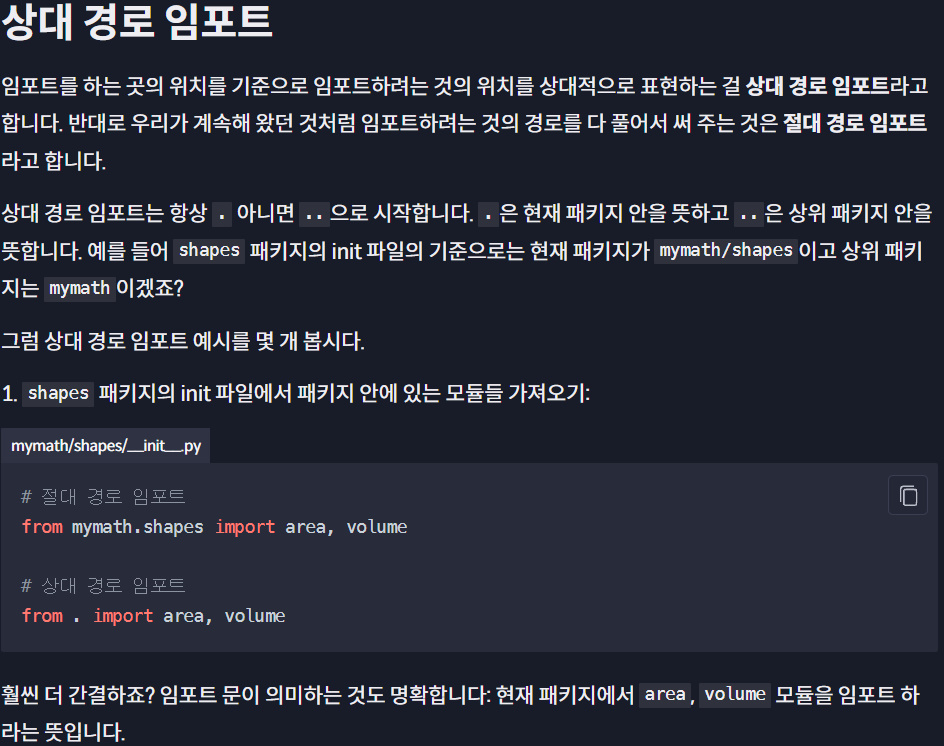 상대 경로 임포트
임포트를 하는 곳의 위치를 기준으로 임포트하려는 것의 위치를 상대적으로 표현하는 걸 상대 경로 임포트라고
합니다. 반대로 우리가 계속해 왔던 것처럼 임포트하려는 것의 경로를 다 풀어서 써 주는 것은 절대 경로 임포트
라고 합니다.
상대 경로 임포트는 항상 . 아니면 ..으로 시작합니다. .은 현재 패키지 안을 뜻하고 ..은 상위 패키지 안을
뜻합니다. 예를 들어 shapes 패키지의 init 파일의 기준으로는 현재 패키지가 mymath/shapes이고 상위 패키
지는 mymath이겠죠?
그럼 상대 경로 임포트 예시를 몇 개 봅시다.
1. shapes 패키지의 init 파일에서 패키지 안에 있는 모듈들 가져오기:
mymath/shapes/__init__.py
# 절대 경로 임포트
from mymath.shapes import area, volume
# 상대 경로 임포트
from . import area, volume
훨씬 더 간결하죠? 임포트 문이 의미하는 것도 명확합니다: 현재 패키지에서 area, volume 모듈을 임포트 하
라는 뜻입니다.